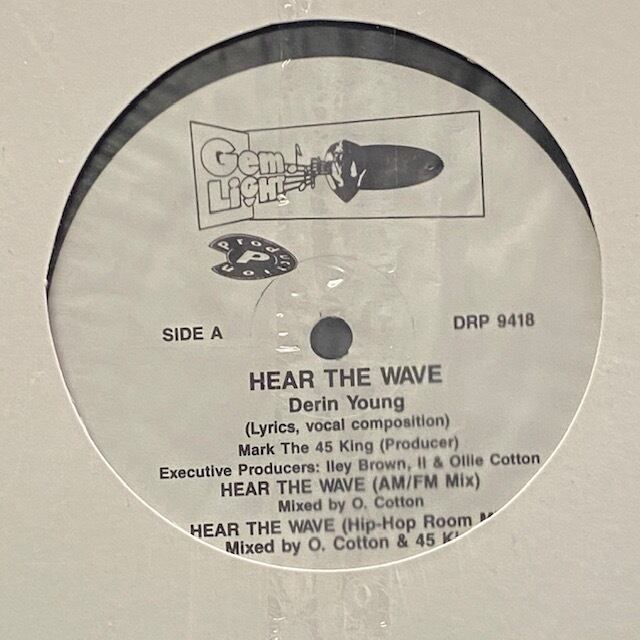 Gem.
Light
Production
P
SIDE A
DRP 9418
HEAR THE WAVE
Derin Young
(Lyrics, vocal composition)
Mark The 45 King (Producer)
Executive Producers: Iley Brown, II & Ollie Cotton
HEAR THE WAVE (AM/FM Mix)
Mixed by O. Cotton
HEAR THE WAVE (Hip-Hop Room
Mixed by O. Cotton & 45